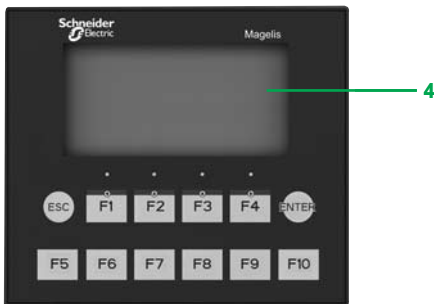 Schneider
Electric
Magelis
4
ESC F1 F2 F3 F4 ENTER
F5 F6 F7 F8 F9 F10